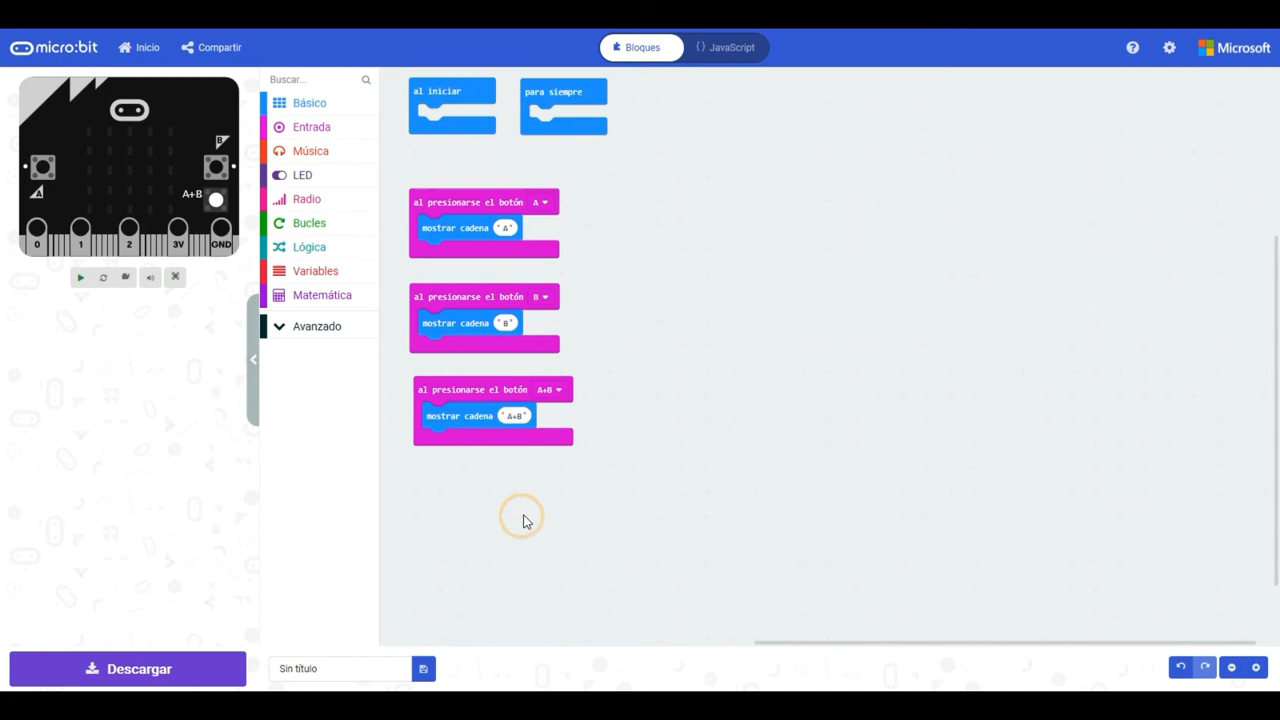 micro:bit
Inicio
Compartir
Bloques
{ } JavaScript
Microsoft
B
A+B
A
0 1 2 3V GND
Buscar...
Básico
Entrada
Música
LED
Radio
Bucles
Lógica
Variables
Matemática
Avanzado
al iniciar
para siempre
al presionarse el botón A
mostrar cadena "A"
al presionarse el botón B
mostrar cadena "B"
al presionarse el botón A+B
mostrar cadena "A+B"
Descargar
Sin título